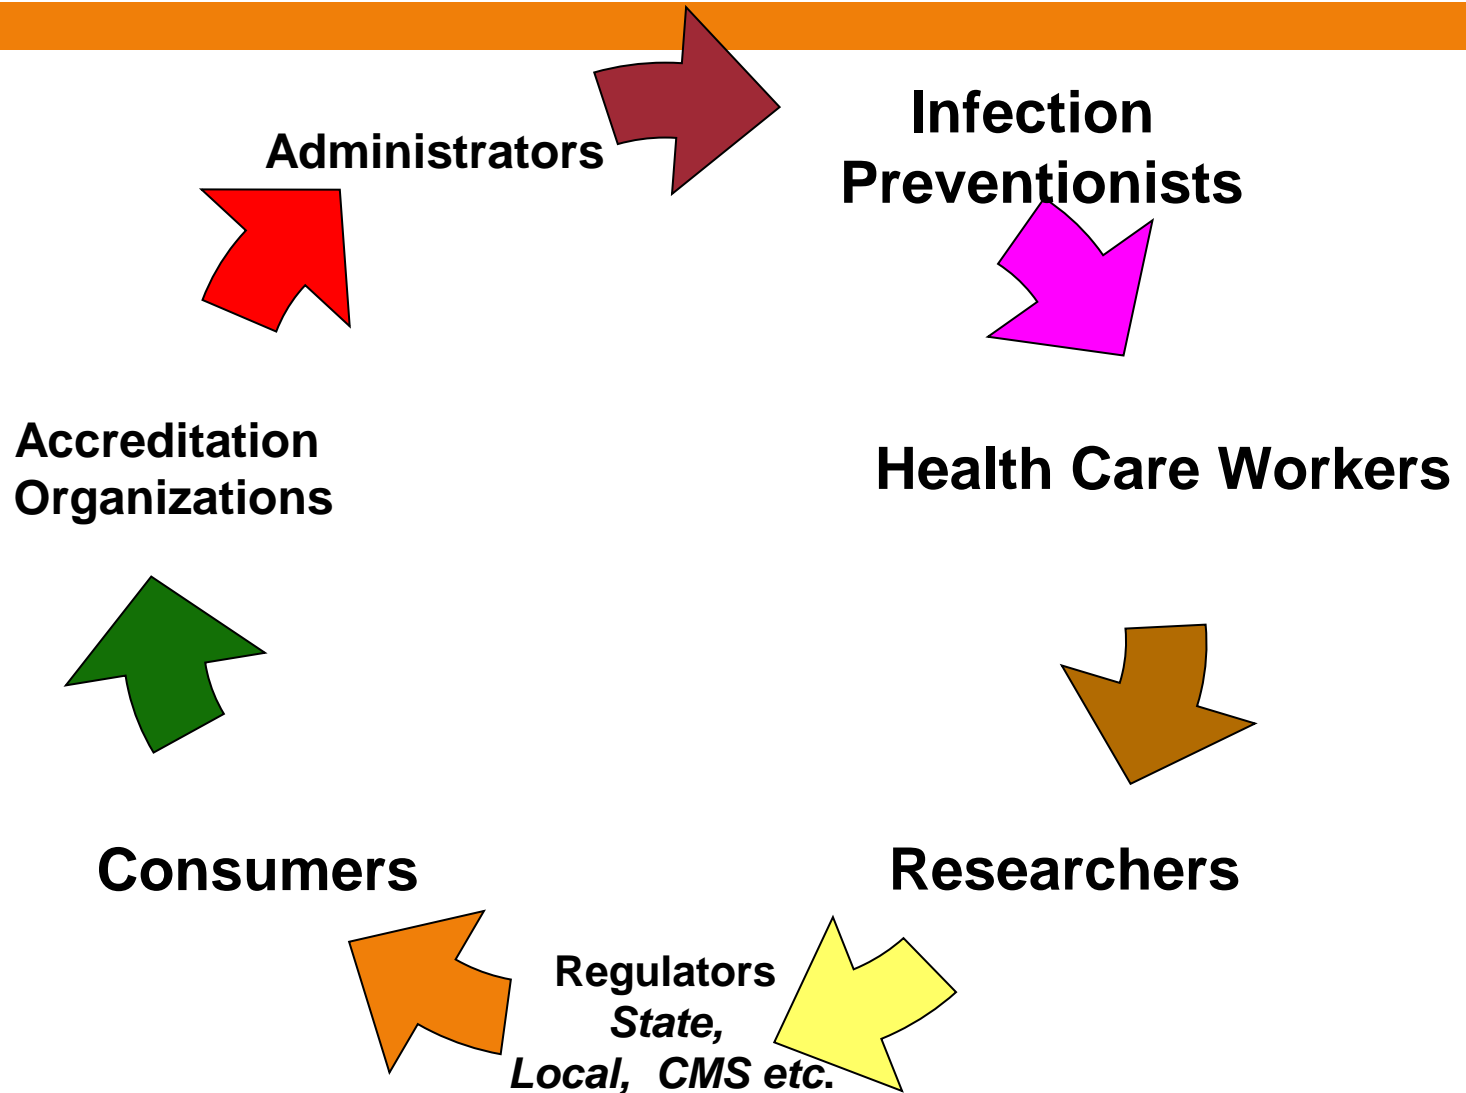 Administrators
Infection
Preventionists
Accreditation
Organizations
Health Care Workers
Consumers
Researchers
Regulators
State,
Local,  CMS etc.